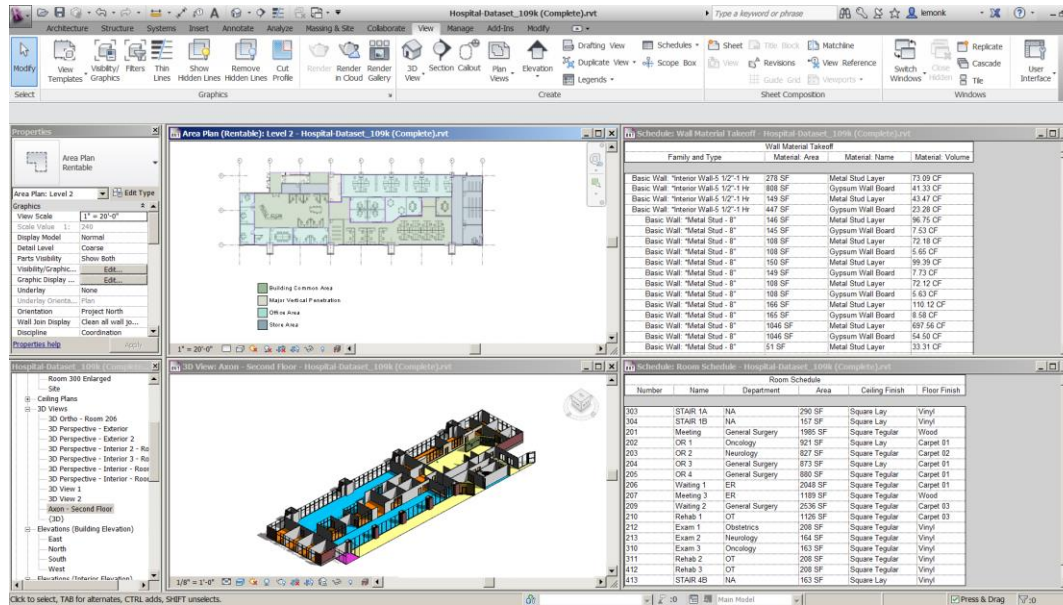 Hospital-Dataset_109k (Complete).rvt
Type a keyword or phrase
lemonk
Architecture Structure Systems Insert Annotate Analyze Massing & Site Collaborate View Manage Add-Ins Modify
Modify
View Templates
Visibility/ Graphics
Filters
Thin Lines
Show Hidden Lines
Remove Hidden Lines
Cut Profile
Render
Render in Cloud
Render Gallery
3D View
Section
Callout
Plan Views
Elevation
Drafting View
Duplicate View
Legends
Schedules
Scope Box
Sheet
View
Title Block
Revisions
Guide Grid
Matchline
View Reference
Viewports
Switch Windows
Close Hidden
Replicate
Cascade
Tile
User Interface
Select Graphics Create Sheet Composition Windows
Properties
Area Plan
Rentable
Area Plan: Level 2 Edit Type
Graphics
View Scale 1" = 20'-0"
Scale Value 1: 240
Display Model Normal
Detail Level Coarse
Parts Visibility Show Both
Visibility/Graphic... Edit...
Graphic Display ... Edit...
Underlay None
Underlay Orienta... Plan
Orientation Project North
Wall Join Display Clean all wall jo...
Discipline Coordination
Properties help Apply
Area Plan (Rentable): Level 2 - Hospital-Dataset_109k (Complete).rvt
Building Common Area
Major Vertical Penetration
Office Area
Store Area
1" = 20'-0"
Schedule: Wall Material Takeoff - Hospital-Dataset_109k (Complete).rvt
Wall Material Takeoff
Family and Type Material: Area Material: Name Material: Volume
Basic Wall: "Interior Wall-5 1/2"-1 Hr 278 SF Metal Stud Layer 73.09 CF
Basic Wall: "Interior Wall-5 1/2"-1 Hr 808 SF Gypsum Wall Board 41.33 CF
Basic Wall: "Interior Wall-5 1/2"-1 Hr 149 SF Metal Stud Layer 43.47 CF
Basic Wall: "Interior Wall-5 1/2"-1 Hr 447 SF Gypsum Wall Board 23.28 CF
Basic Wall: "Metal Stud - 8" 146 SF Metal Stud Layer 96.75 CF
Basic Wall: "Metal Stud - 8" 145 SF Gypsum Wall Board 7.53 CF
Basic Wall: "Metal Stud - 8" 108 SF Metal Stud Layer 72.18 CF
Basic Wall: "Metal Stud - 8" 108 SF Gypsum Wall Board 5.65 CF
Basic Wall: "Metal Stud - 8" 150 SF Metal Stud Layer 99.39 CF
Basic Wall: "Metal Stud - 8" 149 SF Gypsum Wall Board 7.73 CF
Basic Wall: "Metal Stud - 8" 108 SF Metal Stud Layer 72.12 CF
Basic Wall: "Metal Stud - 8" 108 SF Gypsum Wall Board 5.63 CF
Basic Wall: "Metal Stud - 8" 166 SF Metal Stud Layer 110.12 CF
Basic Wall: "Metal Stud - 8" 165 SF Gypsum Wall Board 8.58 CF
Basic Wall: "Metal Stud - 8" 1046 SF Metal Stud Layer 697.56 CF
Basic Wall: "Metal Stud - 8" 1046 SF Gypsum Wall Board 54.50 CF
Basic Wall: "Metal Stud - 8" 51 SF Metal Stud Layer 33.31 CF
Room 300 Enlarged
Site
Ceiling Plans
3D Views
3D Ortho - Room 206
3D Perspective - Exterior
3D Perspective - Exterior 2
3D Perspective - Interior 2 - Ro
3D Perspective - Interior 3 - Ro
3D Perspective - Interior - Roor
3D Perspective - Interior - Roor
3D View 1
3D View 2
Axon - Second Floor
{3D}
Elevations (Building Elevation)
East
North
South
West
Elevations (Interior Elevation)
3D View: Axon - Second Floor - Hospital-Dataset_109k (Complete).rvt
1/8" = 1'-0"
Schedule: Room Schedule - Hospital-Dataset_109k (Complete).rvt
Room Schedule
Number Name Department Area Ceiling Finish Floor Finish
303 STAIR 1A NA 290 SF Square Lay Vinyl
304 STAIR 1B NA 157 SF Square Lay Vinyl
201 Meeting General Surgery 1985 SF Square Tegular Wood
202 OR 1 Oncology 921 SF Square Lay Carpet 01
203 OR 2 Neurology 827 SF Square Tegular Carpet 02
204 OR 3 General Surgery 873 SF Square Lay Carpet 01
205 OR 4 General Surgery 880 SF Square Tegular Carpet 01
206 Waiting 1 ER 2048 SF Square Tegular Carpet 01
207 Meeting 3 ER 1189 SF Square Tegular Wood
209 Waiting 2 General Surgery 2536 SF Square Tegular Carpet 03
210 Rehab 1 OT 1126 SF Square Tegular Carpet 03
212 Exam 1 Obstetrics 208 SF Square Tegular Vinyl
213 Exam 2 Neurology 164 SF Square Tegular Vinyl
310 Exam 3 Oncology 163 SF Square Tegular Vinyl
311 Rehab 2 OT 208 SF Square Tegular Vinyl
412 Rehab 3 OT 208 SF Square Tegular Vinyl
413 STAIR 4B NA 163 SF Square Lay Vinyl
Click to select, TAB for alternates, CTRL adds, SHIFT unselects.
:0 Main Model Press & Drag :0